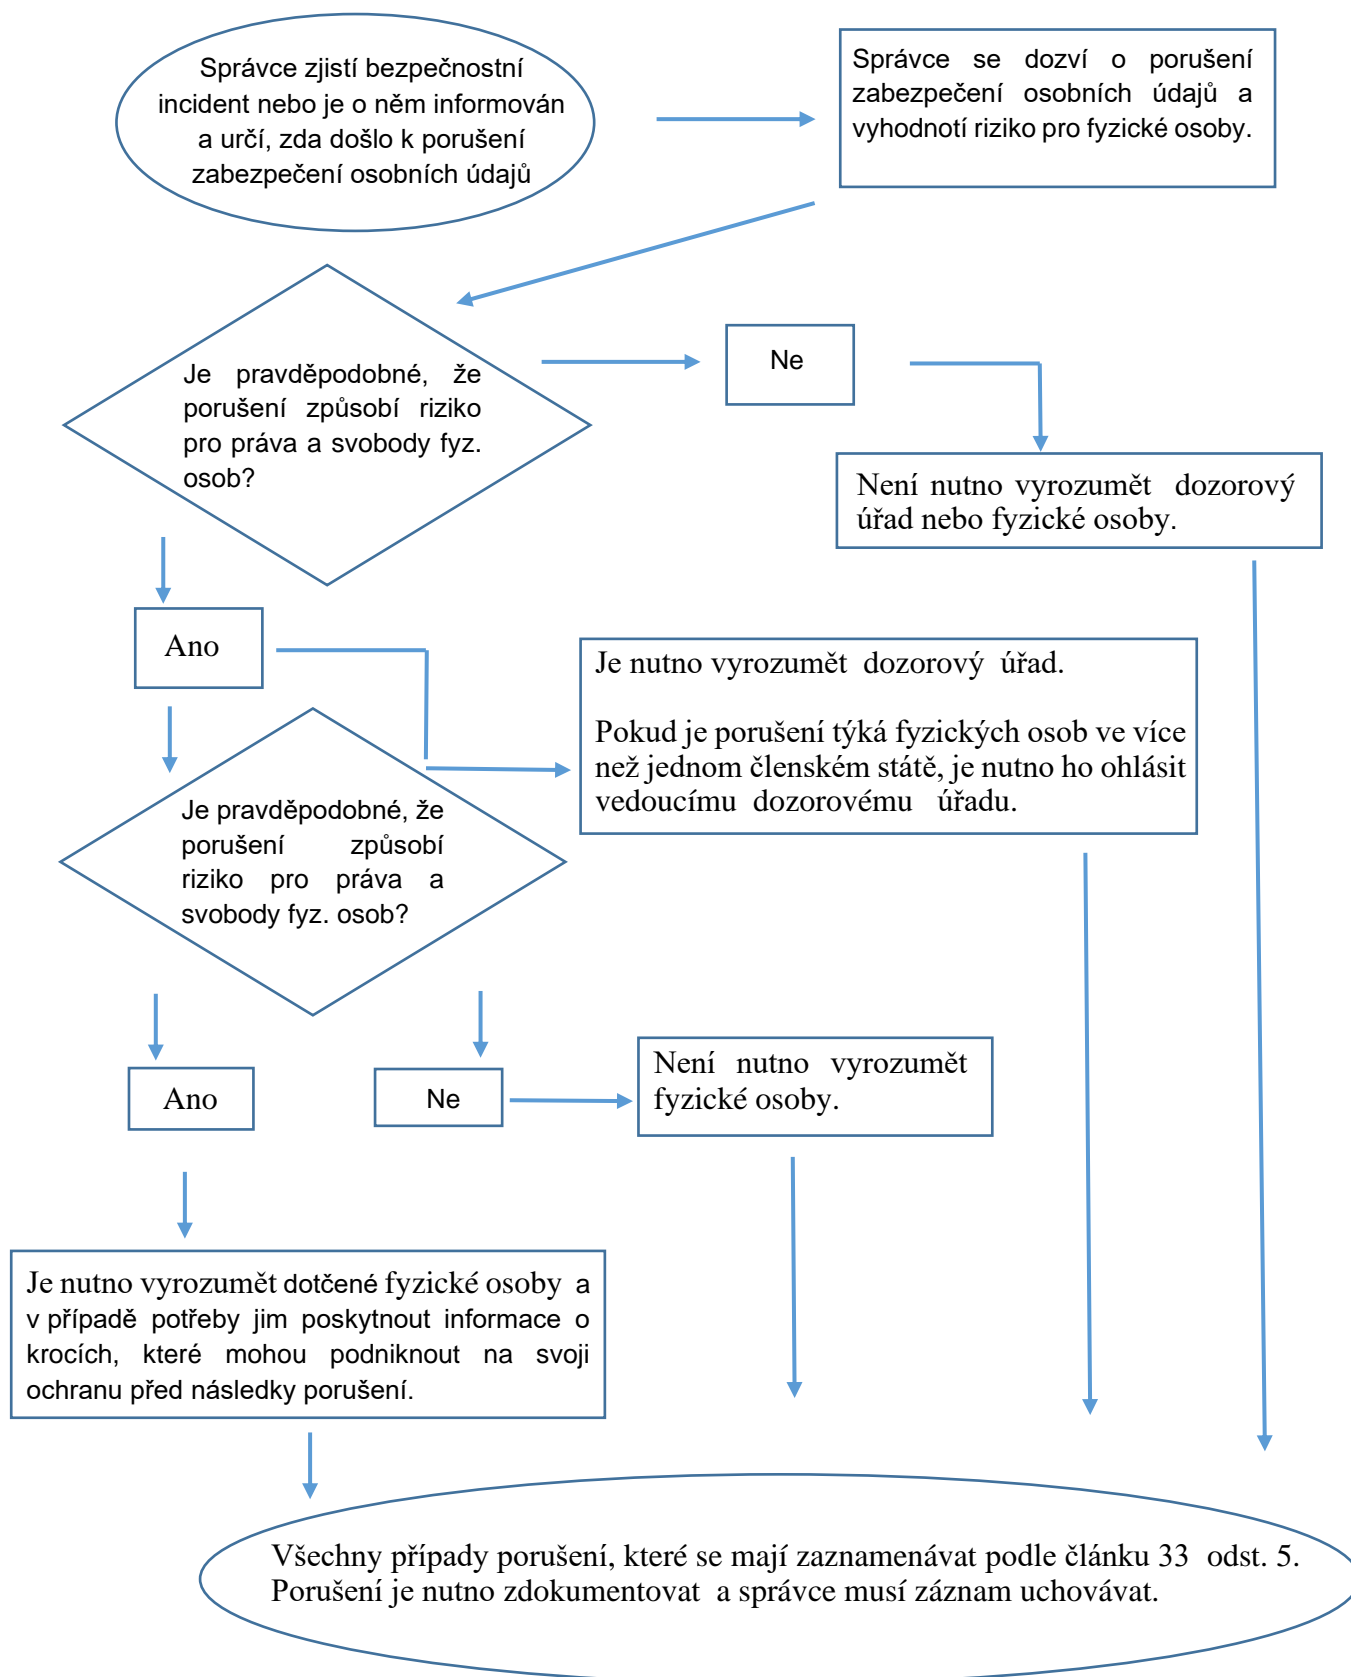 Správce zjistí bezpečnostní
incident nebo je o něm informován
a určí, zda došlo k porušení
zabezpečení osobních údajů
Správce se dozví o porušení
zabezpečení osobních údajů a
vyhodnotí riziko pro fyzické osoby.
Je pravděpodobné, že
porušení způsobí riziko
pro práva a svobody fyz.
osob?
Ne
Není nutno vyrozumět dozorový
úřad nebo fyzické osoby.
Ano
Je nutno vyrozumět dozorový úřad.
Pokud je porušení týká fyzických osob ve více
než jednom členském státě, je nutno ho ohlásit
vedoucímu dozorovému úřadu.
Je pravděpodobné, že
porušení způsobí
riziko pro práva a
svobody fyz. osob?
Ano
Ne
Není nutno vyrozumět
fyzické osoby.
Je nutno vyrozumět dotčené fyzické osoby a
v případě potřeby jim poskytnout informace o
krocích, které mohou podniknout na svoji
ochranu před následky porušení.
Všechny případy porušení, které se mají zaznamenávat podle článku 33 odst. 5.
Porušení je nutno zdokumentovat a správce musí záznam uchovávat.